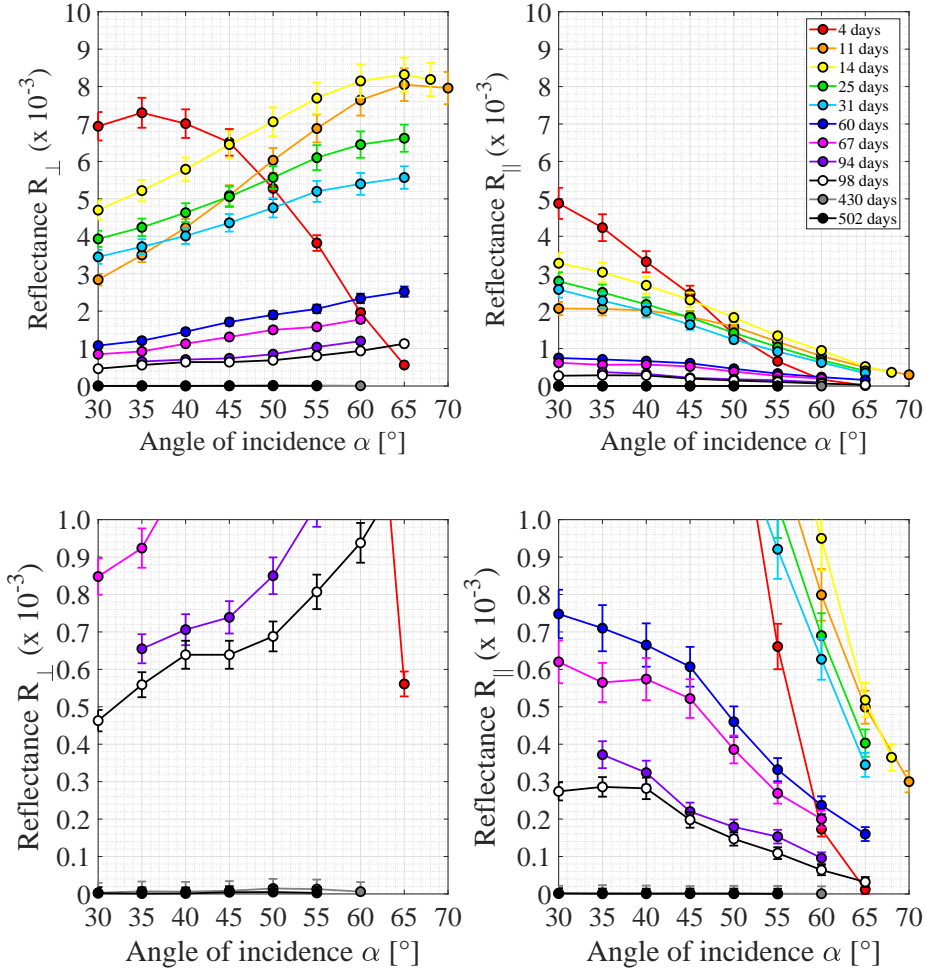 10
9
8
7
6
5
4
3
2
1
0
Reflectance R⊥ (x 10⁻³)
30 35 40 45 50 55 60 65 70
Angle of incidence α [°]
10
9
8
7
6
5
4
3
2
1
0
Reflectance R|| (x 10⁻³)
30 35 40 45 50 55 60 65 70
Angle of incidence α [°]
4 days
11 days
14 days
25 days
31 days
60 days
67 days
94 days
98 days
430 days
502 days
1.0
0.9
0.8
0.7
0.6
0.5
0.4
0.3
0.2
0.1
0
Reflectance R⊥ (x 10⁻³)
30 35 40 45 50 55 60 65 70
Angle of incidence α [°]
1.0
0.9
0.8
0.7
0.6
0.5
0.4
0.3
0.2
0.1
0
Reflectance R|| (x 10⁻³)
30 35 40 45 50 55 60 65 70
Angle of incidence α [°]